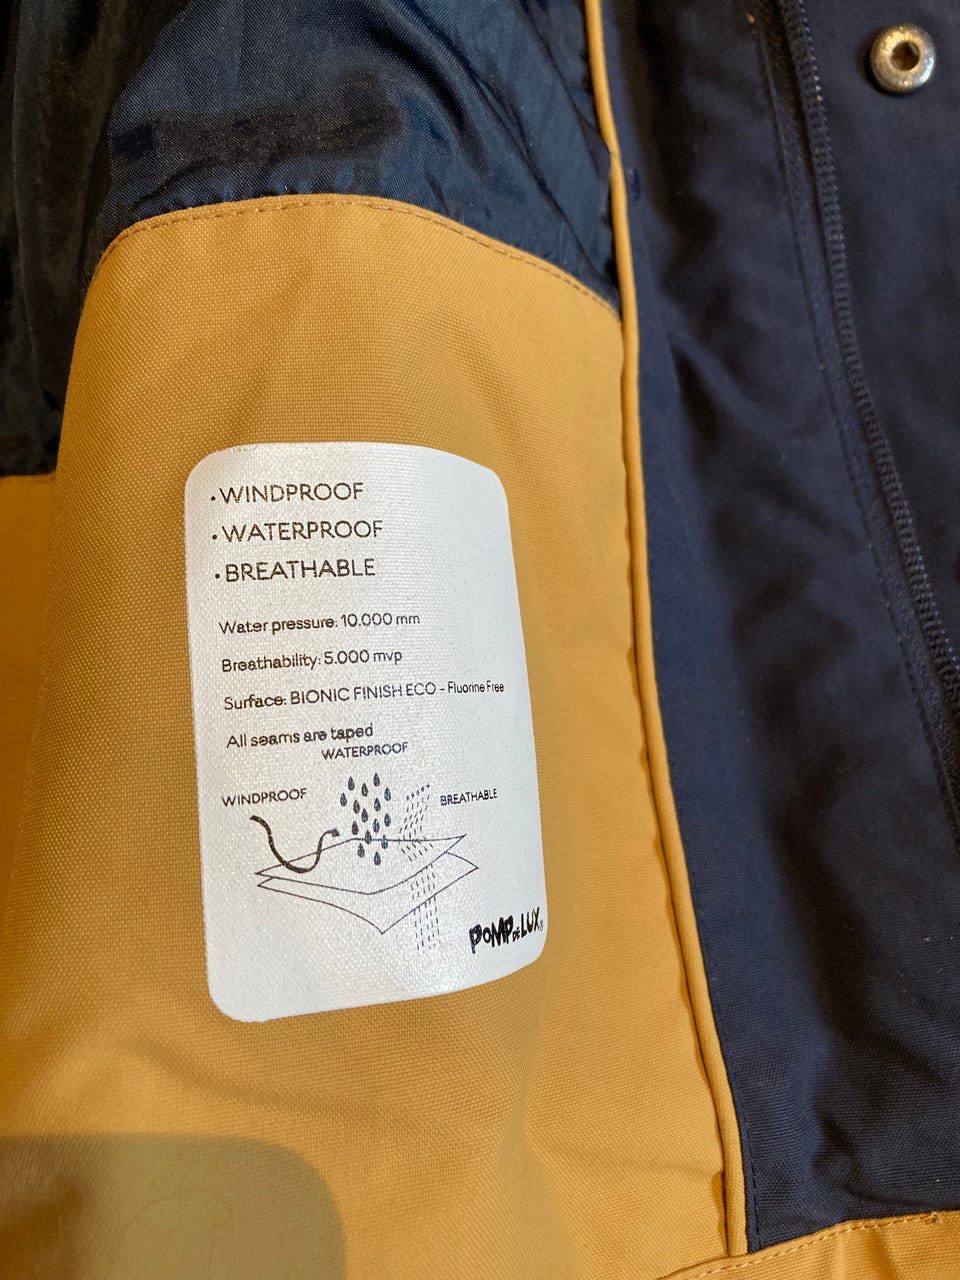 • WINDPROOF
• WATERPROOF
• BREATHABLE
Water pressure: 10.000 mm
Breathability: 5.000 mvp
Surface: BIONIC FINISH ECO - Fluorine Free
All seams are taped
WATERPROOF
WINDPROOF
BREATHABLE
POMPDELUX®